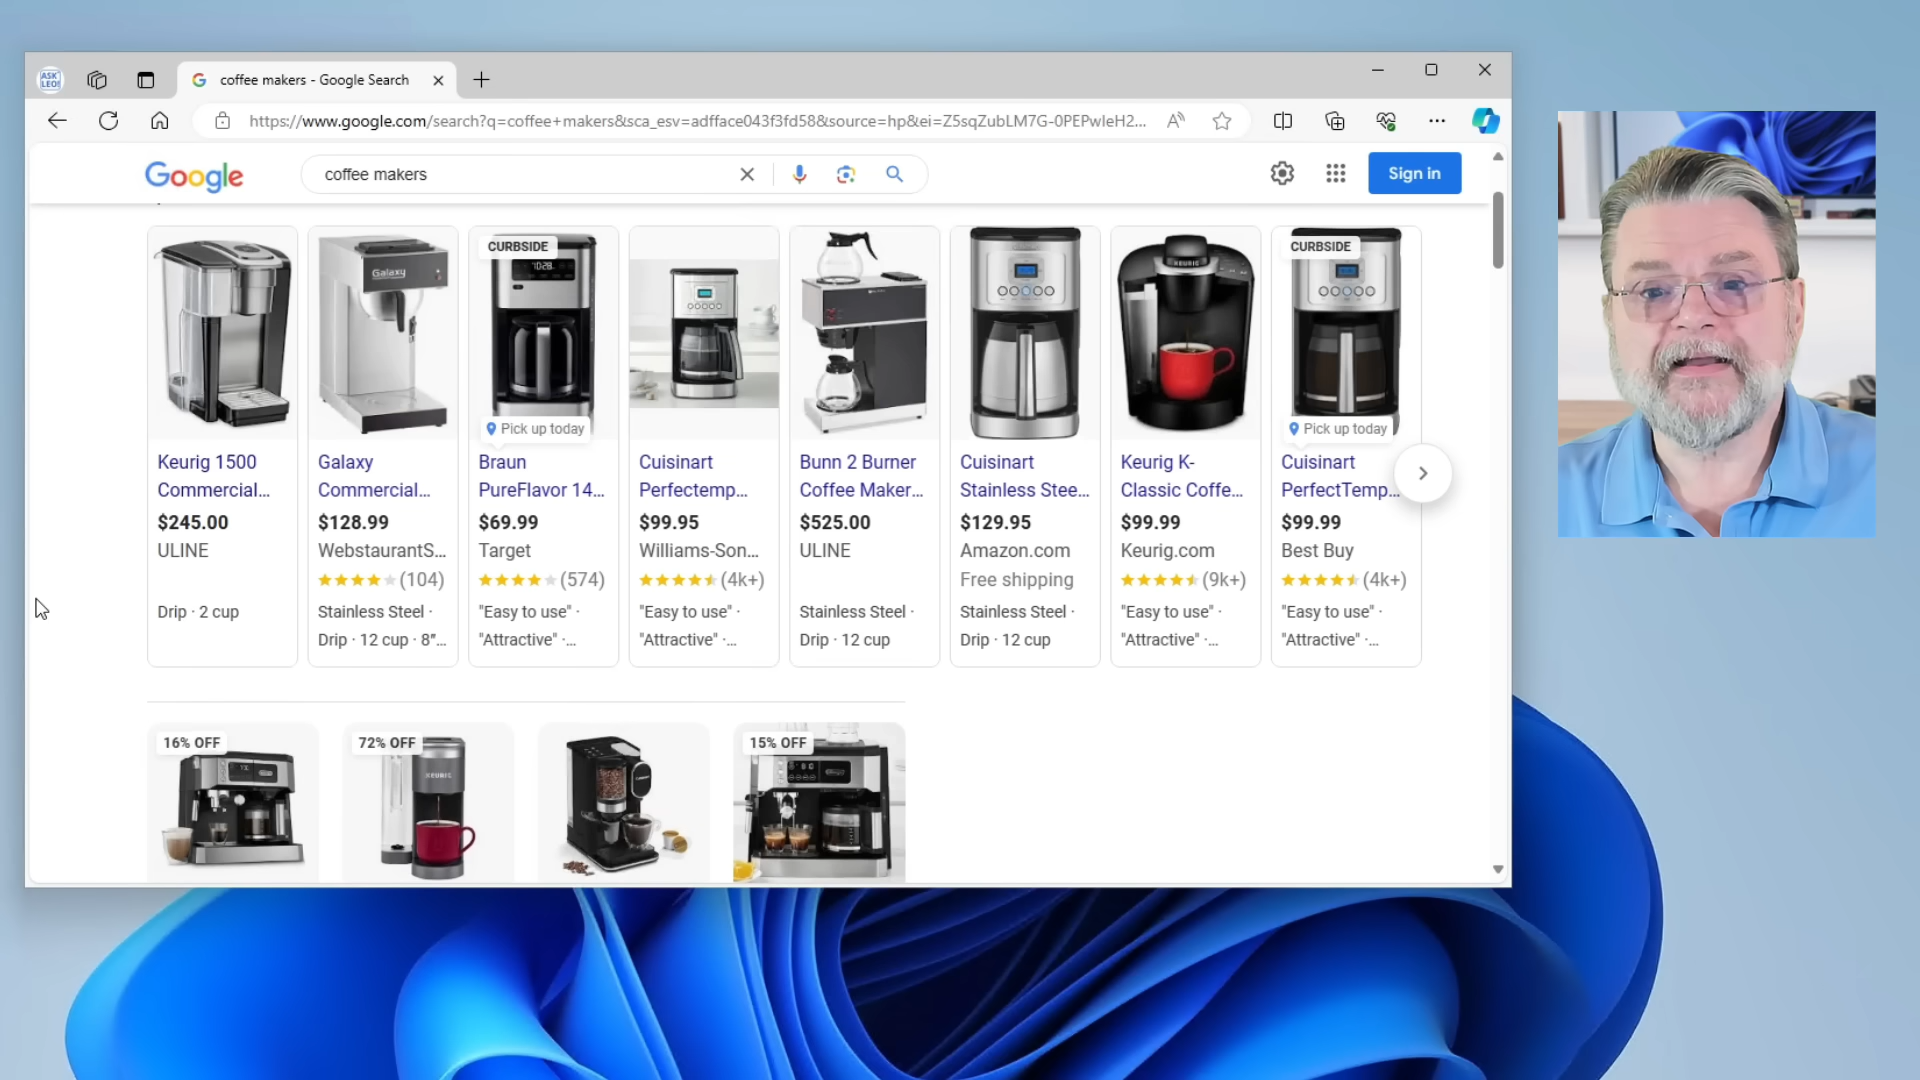 ASK
LEO!
coffee makers - Google Search
https://www.google.com/search?q=coffee+makers&sca_esv=adfface043f3fd58&source=hp&ei=Z5sqZubLM7G-0PEPwIeH2...
Google
coffee makers
Sign in
CURBSIDE
CURBSIDE
Galaxy
KEURIG
Pick up today
Pick up today
Keurig 1500
Commercial...
$245.00
ULINE
Drip · 2 cup
Galaxy
Commercial...
$128.99
WebstaurantS...
(104)
Stainless Steel ·
Drip · 12 cup · 8”...
Braun
PureFlavor 14...
$69.99
Target
(574)
"Easy to use" ·
"Attractive" ·...
Cuisinart
Perfectemp...
$99.95
Williams-Son...
(4k+)
"Easy to use" ·
"Attractive" ·...
Bunn 2 Burner
Coffee Maker...
$525.00
ULINE
Stainless Steel ·
Drip · 12 cup
Cuisinart
Stainless Stee...
$129.95
Amazon.com
Free shipping
Stainless Steel ·
Drip · 12 cup
Keurig K-
Classic Coffe...
$99.99
Keurig.com
(9k+)
"Easy to use" ·
"Attractive" ·...
Cuisinart
PerfectTemp...
$99.99
Best Buy
(4k+)
"Easy to use" ·
"Attractive" ·...
16% OFF
72% OFF
15% OFF
KEURIG